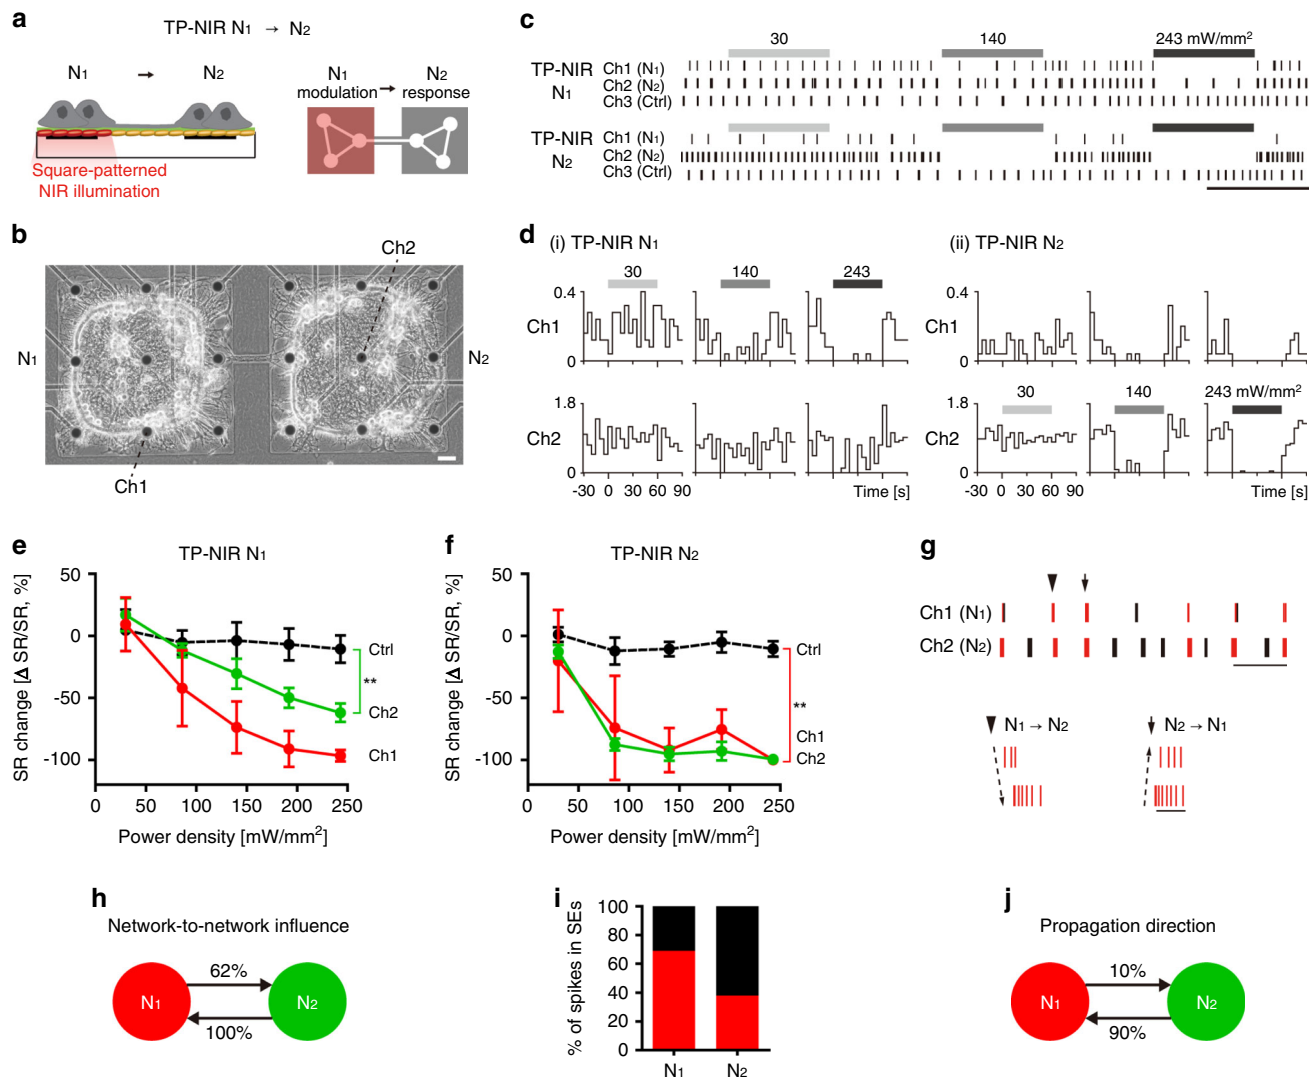 a
TP-NIR N1 → N2
N1 → N2
N1 modulation → N2 response
Square-patterned
NIR illumination
b
Ch2
N1
N2
Ch1
c
30 140 243 mW/mm²
TP-NIR N1
Ch1 (N1)
Ch2 (N2)
Ch3 (Ctrl)
TP-NIR N2
Ch1 (N1)
Ch2 (N2)
Ch3 (Ctrl)
d
(i) TP-NIR N1
30 140 243
0.4
Ch1
0
1.8
Ch2
0
-30 0 30 60 90
Time [s]
(ii) TP-NIR N2
0.4
Ch1
0
30 140 243 mW/mm²
1.8
Ch2
0
-30 0 30 60 90
Time [s]
e
TP-NIR N1
SR change [Δ SR/SR, %]
50
0
-50
-100
Ctrl
**
Ch2
Ch1
0 50 100 150 200 250
Power density [mW/mm²]
f
TP-NIR N2
SR change [Δ SR/SR, %]
50
0
-50
-100
Ctrl
**
Ch1
Ch2
0 50 100 150 200 250
Power density [mW/mm²]
g
Ch1 (N1)
Ch2 (N2)
N1 → N2
N2 → N1
h
Network-to-network influence
62%
N1
N2
100%
i
% of spikes in SEs
100
80
60
40
20
0
N1 N2
j
Propagation direction
10%
N1
N2
90%